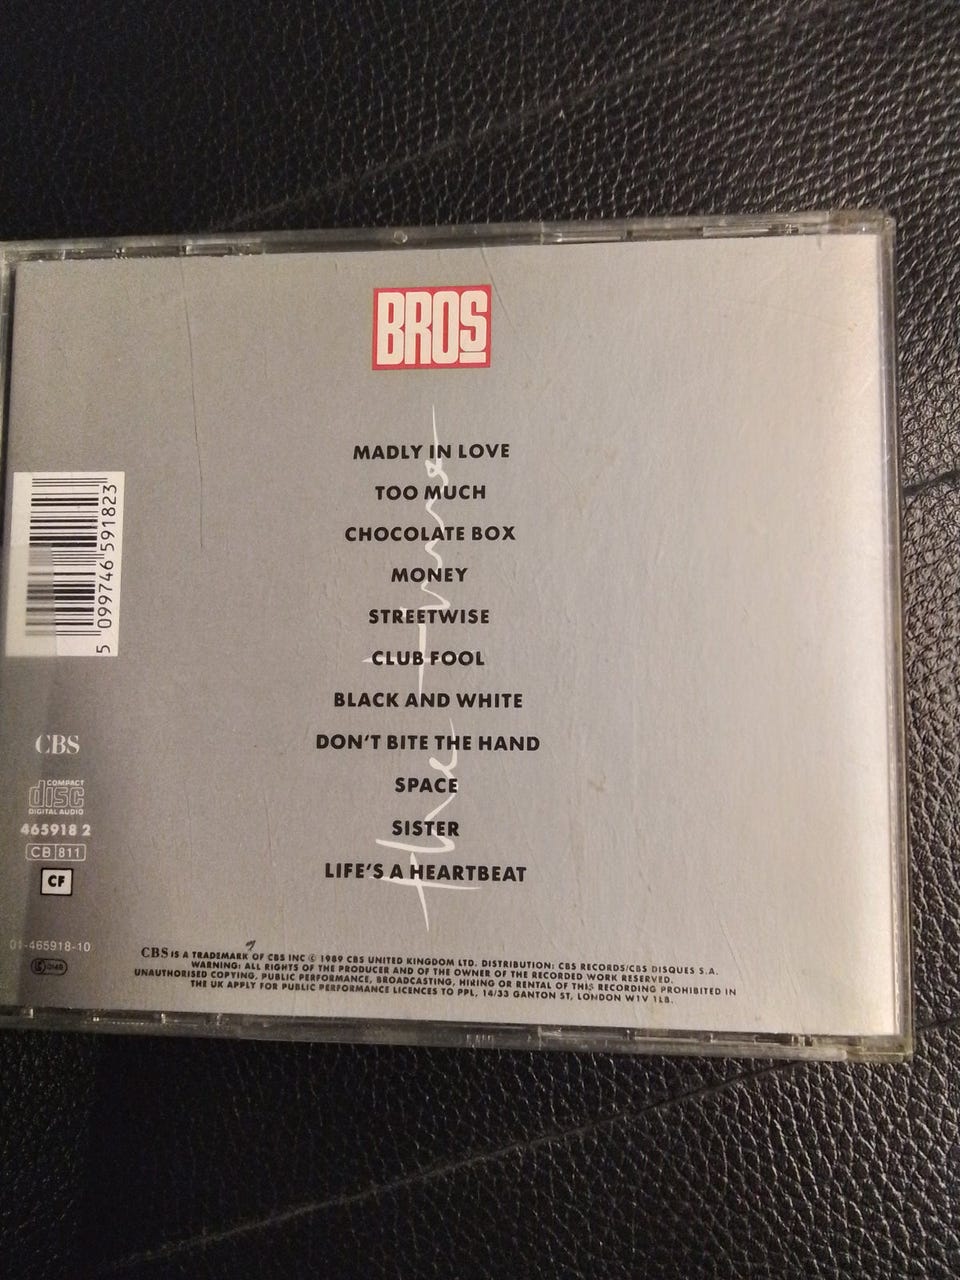 BROS
The Time
MADLY IN LOVE
TOO MUCH
CHOCOLATE BOX
MONEY
STREETWISE
CLUB FOOL
BLACK AND WHITE
DON'T BITE THE HAND
SPACE
SISTER
LIFE'S A HEARTBEAT
5 099746 591823
CBS
COMPACT
disc
DIGITAL AUDIO
465918 2
CB 811
CF
01-465918-10
CBS IS A TRADEMARK OF CBS INC © 1989 CBS UNITED KINGDOM LTD. DISTRIBUTION: CBS RECORDS/CBS DISQUES S.A.
WARNING: ALL RIGHTS OF THE PRODUCER AND OF THE OWNER OF THE RECORDED WORK RESERVED.
UNAUTHORISED COPYING, PUBLIC PERFORMANCE, BROADCASTING, HIRING OR RENTAL OF THIS RECORDING PROHIBITED IN
THE UK APPLY FOR PUBLIC PERFORMANCE LICENCES TO PPL, 14/33 GANTON ST, LONDON W1V 1LB.